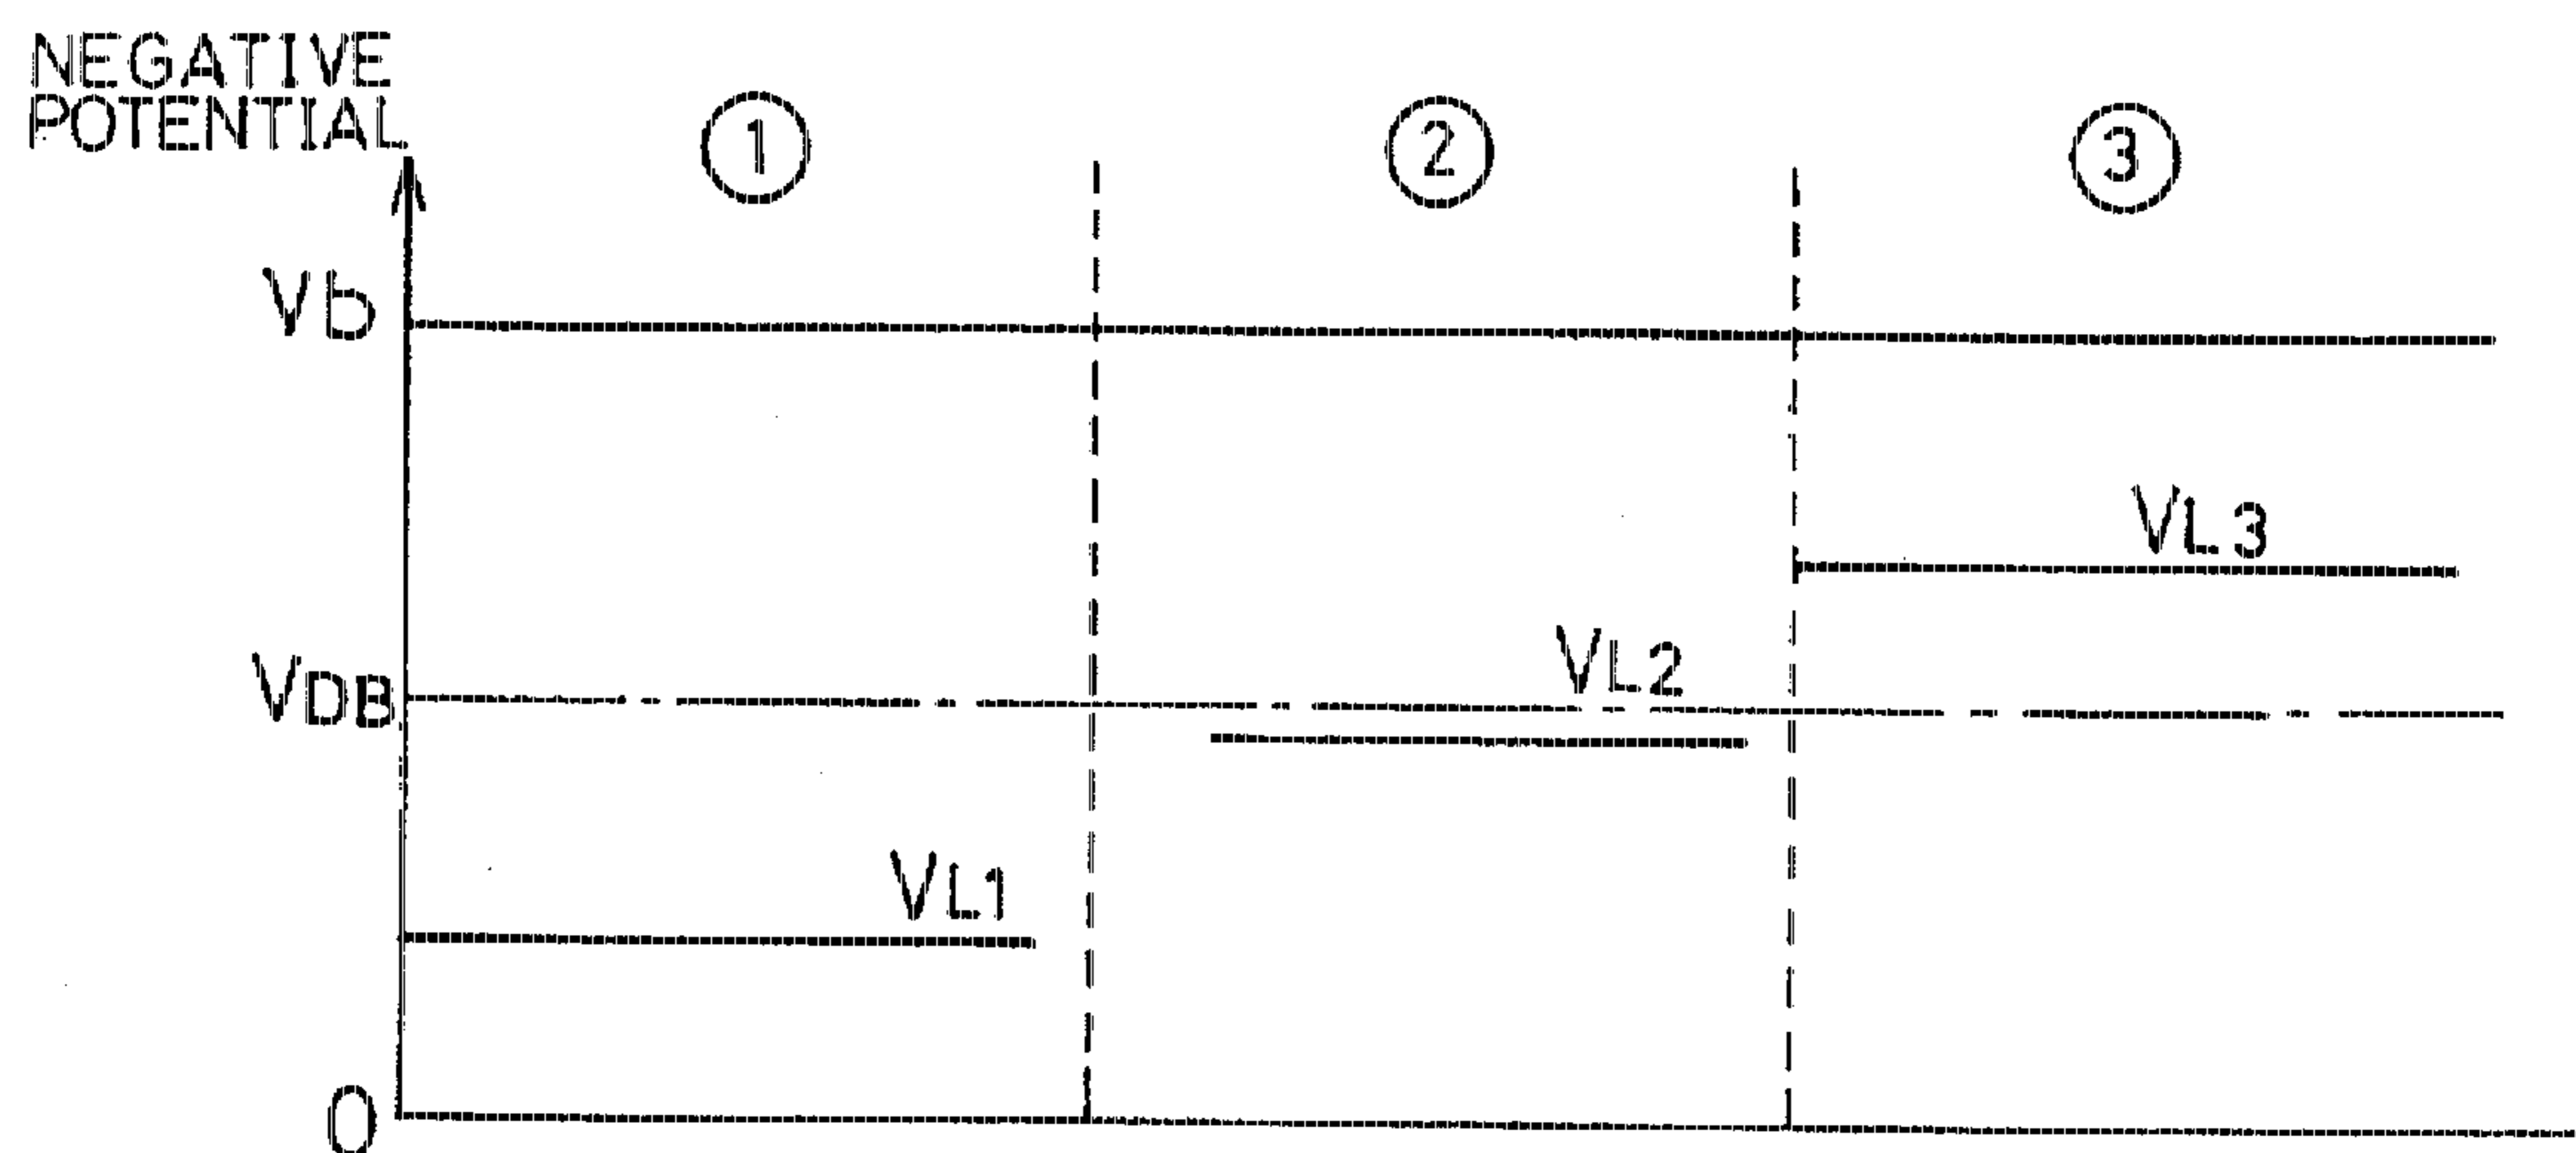 NEGATIVE
POTENTIAL
① ② ③
Vb
VL3
VL2
VDB
VL1
0